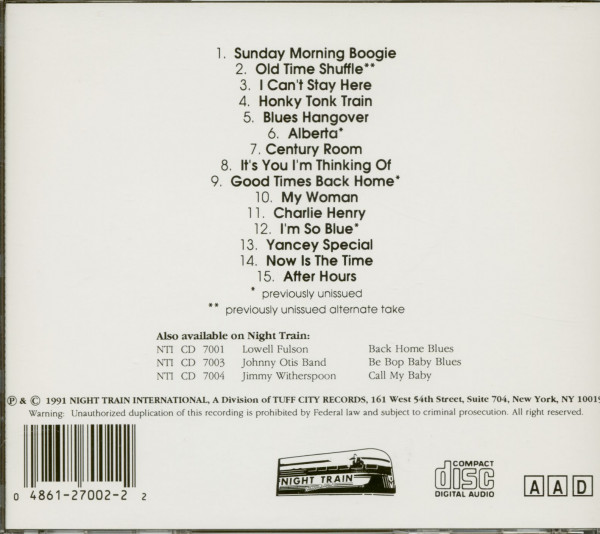 1. Sunday Morning Boogie
2. Old Time Shuffle**
3. I Can't Stay Here
4. Honky Tonk Train
5. Blues Hangover
6. Alberta*
7. Century Room
8. It's You I'm Thinking Of
9. Good Times Back Home*
10. My Woman
11. Charlie Henry
12. I'm So Blue*
13. Yancey Special
14. Now Is The Time
15. After Hours
* previously unissued
** previously unissued alternate take
Also available on Night Train:
NTI CD 7001 Lowell Fulson Back Home Blues
NTI CD 7003 Johnny Otis Band Be Bop Baby Blues
NTI CD 7004 Jimmy Witherspoon Call My Baby
℗ & © 1991 NIGHT TRAIN INTERNATIONAL, A Division of TUFF CITY RECORDS, 161 West 54th Street, Suite 704, New York, NY 10019
Warning: Unauthorized duplication of this recording is prohibited by Federal law and subject to criminal prosecution. All right reserved.
0 4861-27002-2 2
NIGHT TRAIN
COMPACT
disc
DIGITAL AUDIO
A A D